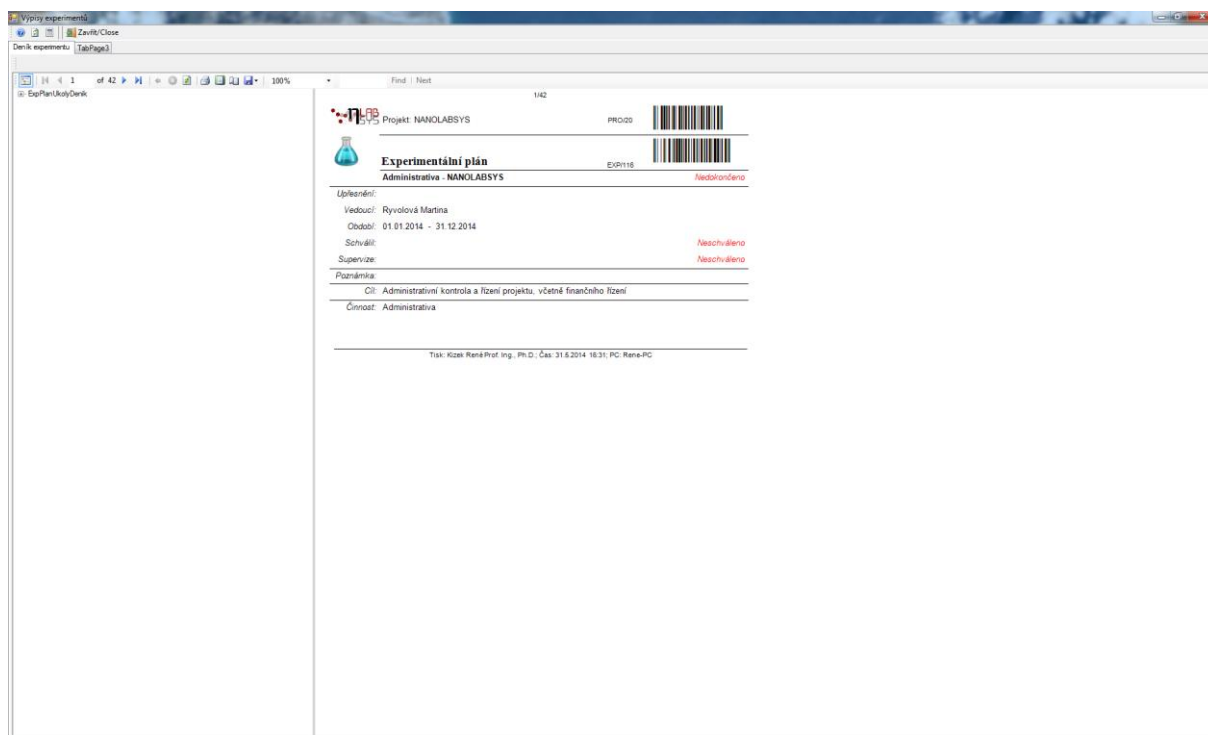 Výpisy experimentů
Zavřít/Close
Deník experimentu TabPage3
1 of 42 100% Find | Next
ExpPlanUkolyDenik
1/42
NLAB SYS Projekt: NANOLABSYS PRO/20
Experimentální plán EXP/116
Administrativa - NANOLABSYS Nedokončeno
Upřesnění:
Vedoucí: Ryvolová Martina
Období: 01.01.2014 - 31.12.2014
Schválil: Neschváleno
Supervize: Neschváleno
Poznámka:
Cíl: Administrativní kontrola a řízení projektu, včetně finančního řízení
Činnost: Administrativa
Tisk: Kizek René Prof. Ing., Ph.D.; Čas: 31.5.2014 16:31; PC: Rene-PC